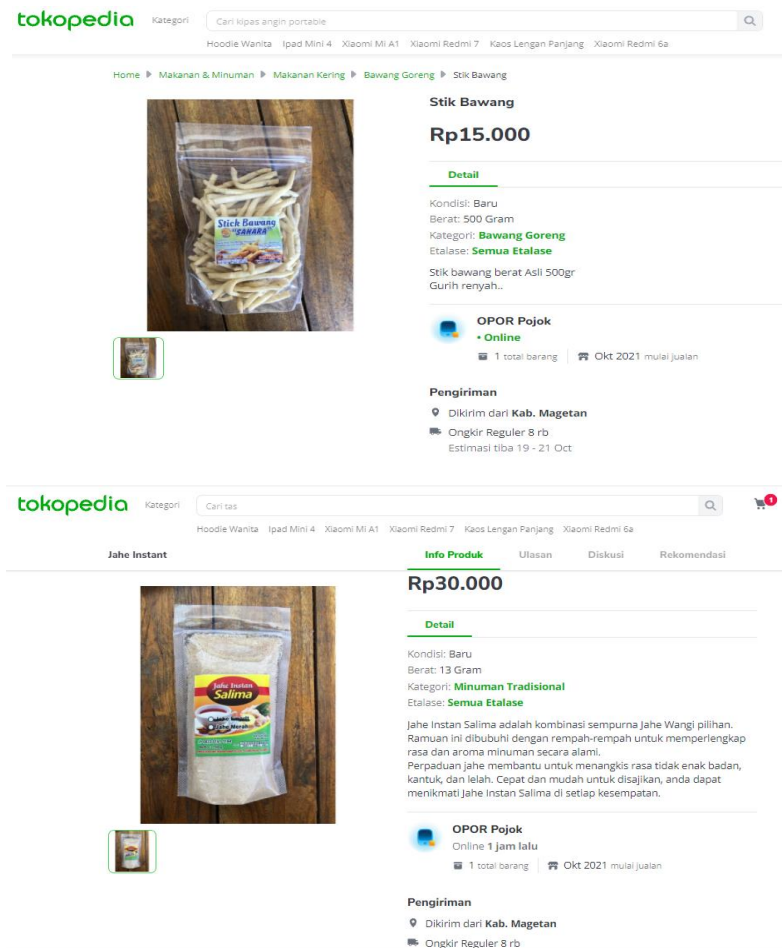 tokopedia Kategori Cari kipas angin portable
Hoodie Wanita Ipad Mini 4 Xiaomi Mi A1 Xiaomi Redmi 7 Kaos Lengan Panjang Xiaomi Redmi 6a
Home Makanan & Minuman Makanan Kering Bawang Goreng Stik Bawang
Stik Bawang
Rp15.000
Detail
Kondisi: Baru
Berat: 500 Gram
Kategori: Bawang Goreng
Etalase: Semua Etalase
Stik bawang berat Asli 500gr
Gurih renyah..
Stick Bawang
"SAHARA"
OPOR Pojok
• Online
1 total barang Okt 2021 mulai jualan
Pengiriman
Dikirim dari Kab. Magetan
Ongkir Reguler 8 rb
Estimasi tiba 19 - 21 Oct
tokopedia Kategori Cari tas 1
Hoodie Wanita Ipad Mini 4 Xiaomi Mi A1 Xiaomi Redmi 7 Kaos Lengan Panjang Xiaomi Redmi 6a
Jahe Instant Info Produk Ulasan Diskusi Rekomendasi
Rp30.000
Detail
Kondisi: Baru
Berat: 13 Gram
Kategori: Minuman Tradisional
Etalase: Semua Etalase
Jahe Instan Salima adalah kombinasi sempurna Jahe Wangi pilihan.
Ramuan ini dibubuhi dengan rempah-rempah untuk memperlengkap
rasa dan aroma minuman secara alami.
Perpaduan jahe membantu untuk menangkis rasa tidak enak badan,
kantuk, dan lelah. Cepat dan mudah untuk disajikan, anda dapat
menikmati Jahe Instan Salima di setiap kesempatan.
Jahe Instan
Salima
OPOR Pojok
Online 1 jam lalu
1 total barang Okt 2021 mulai jualan
Pengiriman
Dikirim dari Kab. Magetan
Ongkir Reguler 8 rb